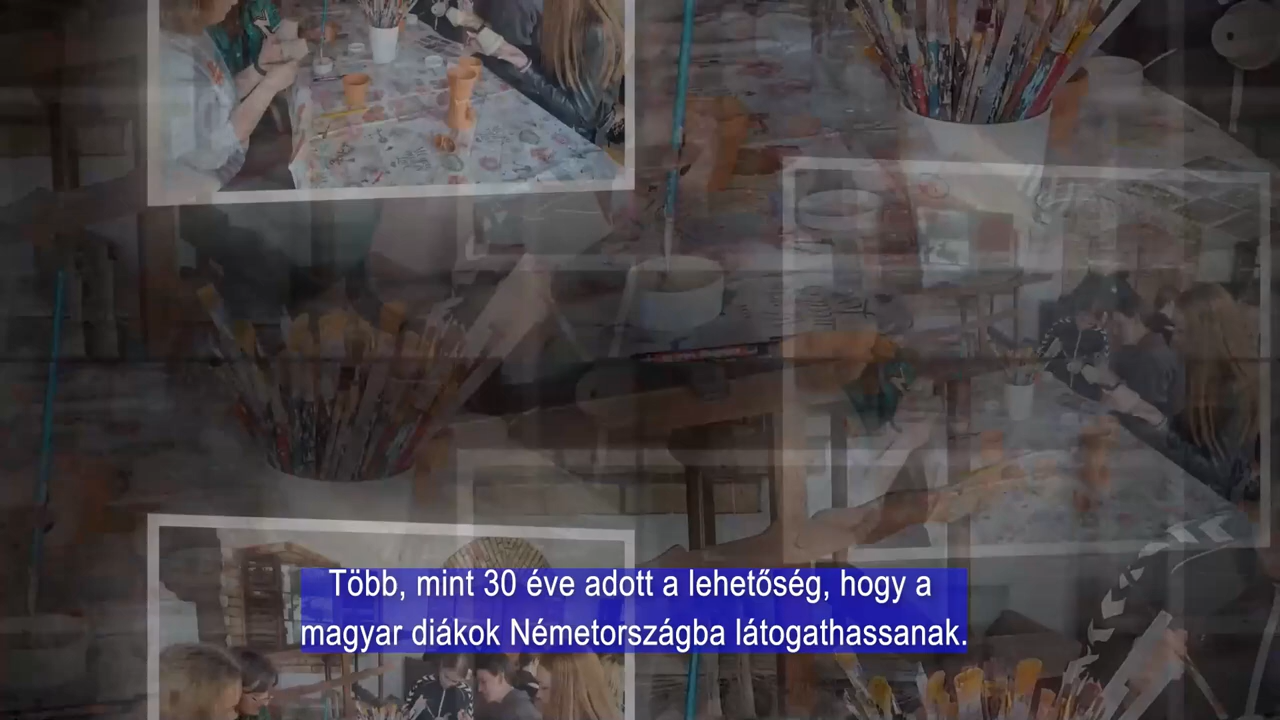 Több, mint 30 éve adott a lehetőség, hogy a
magyar diákok Németországba látogathassanak.